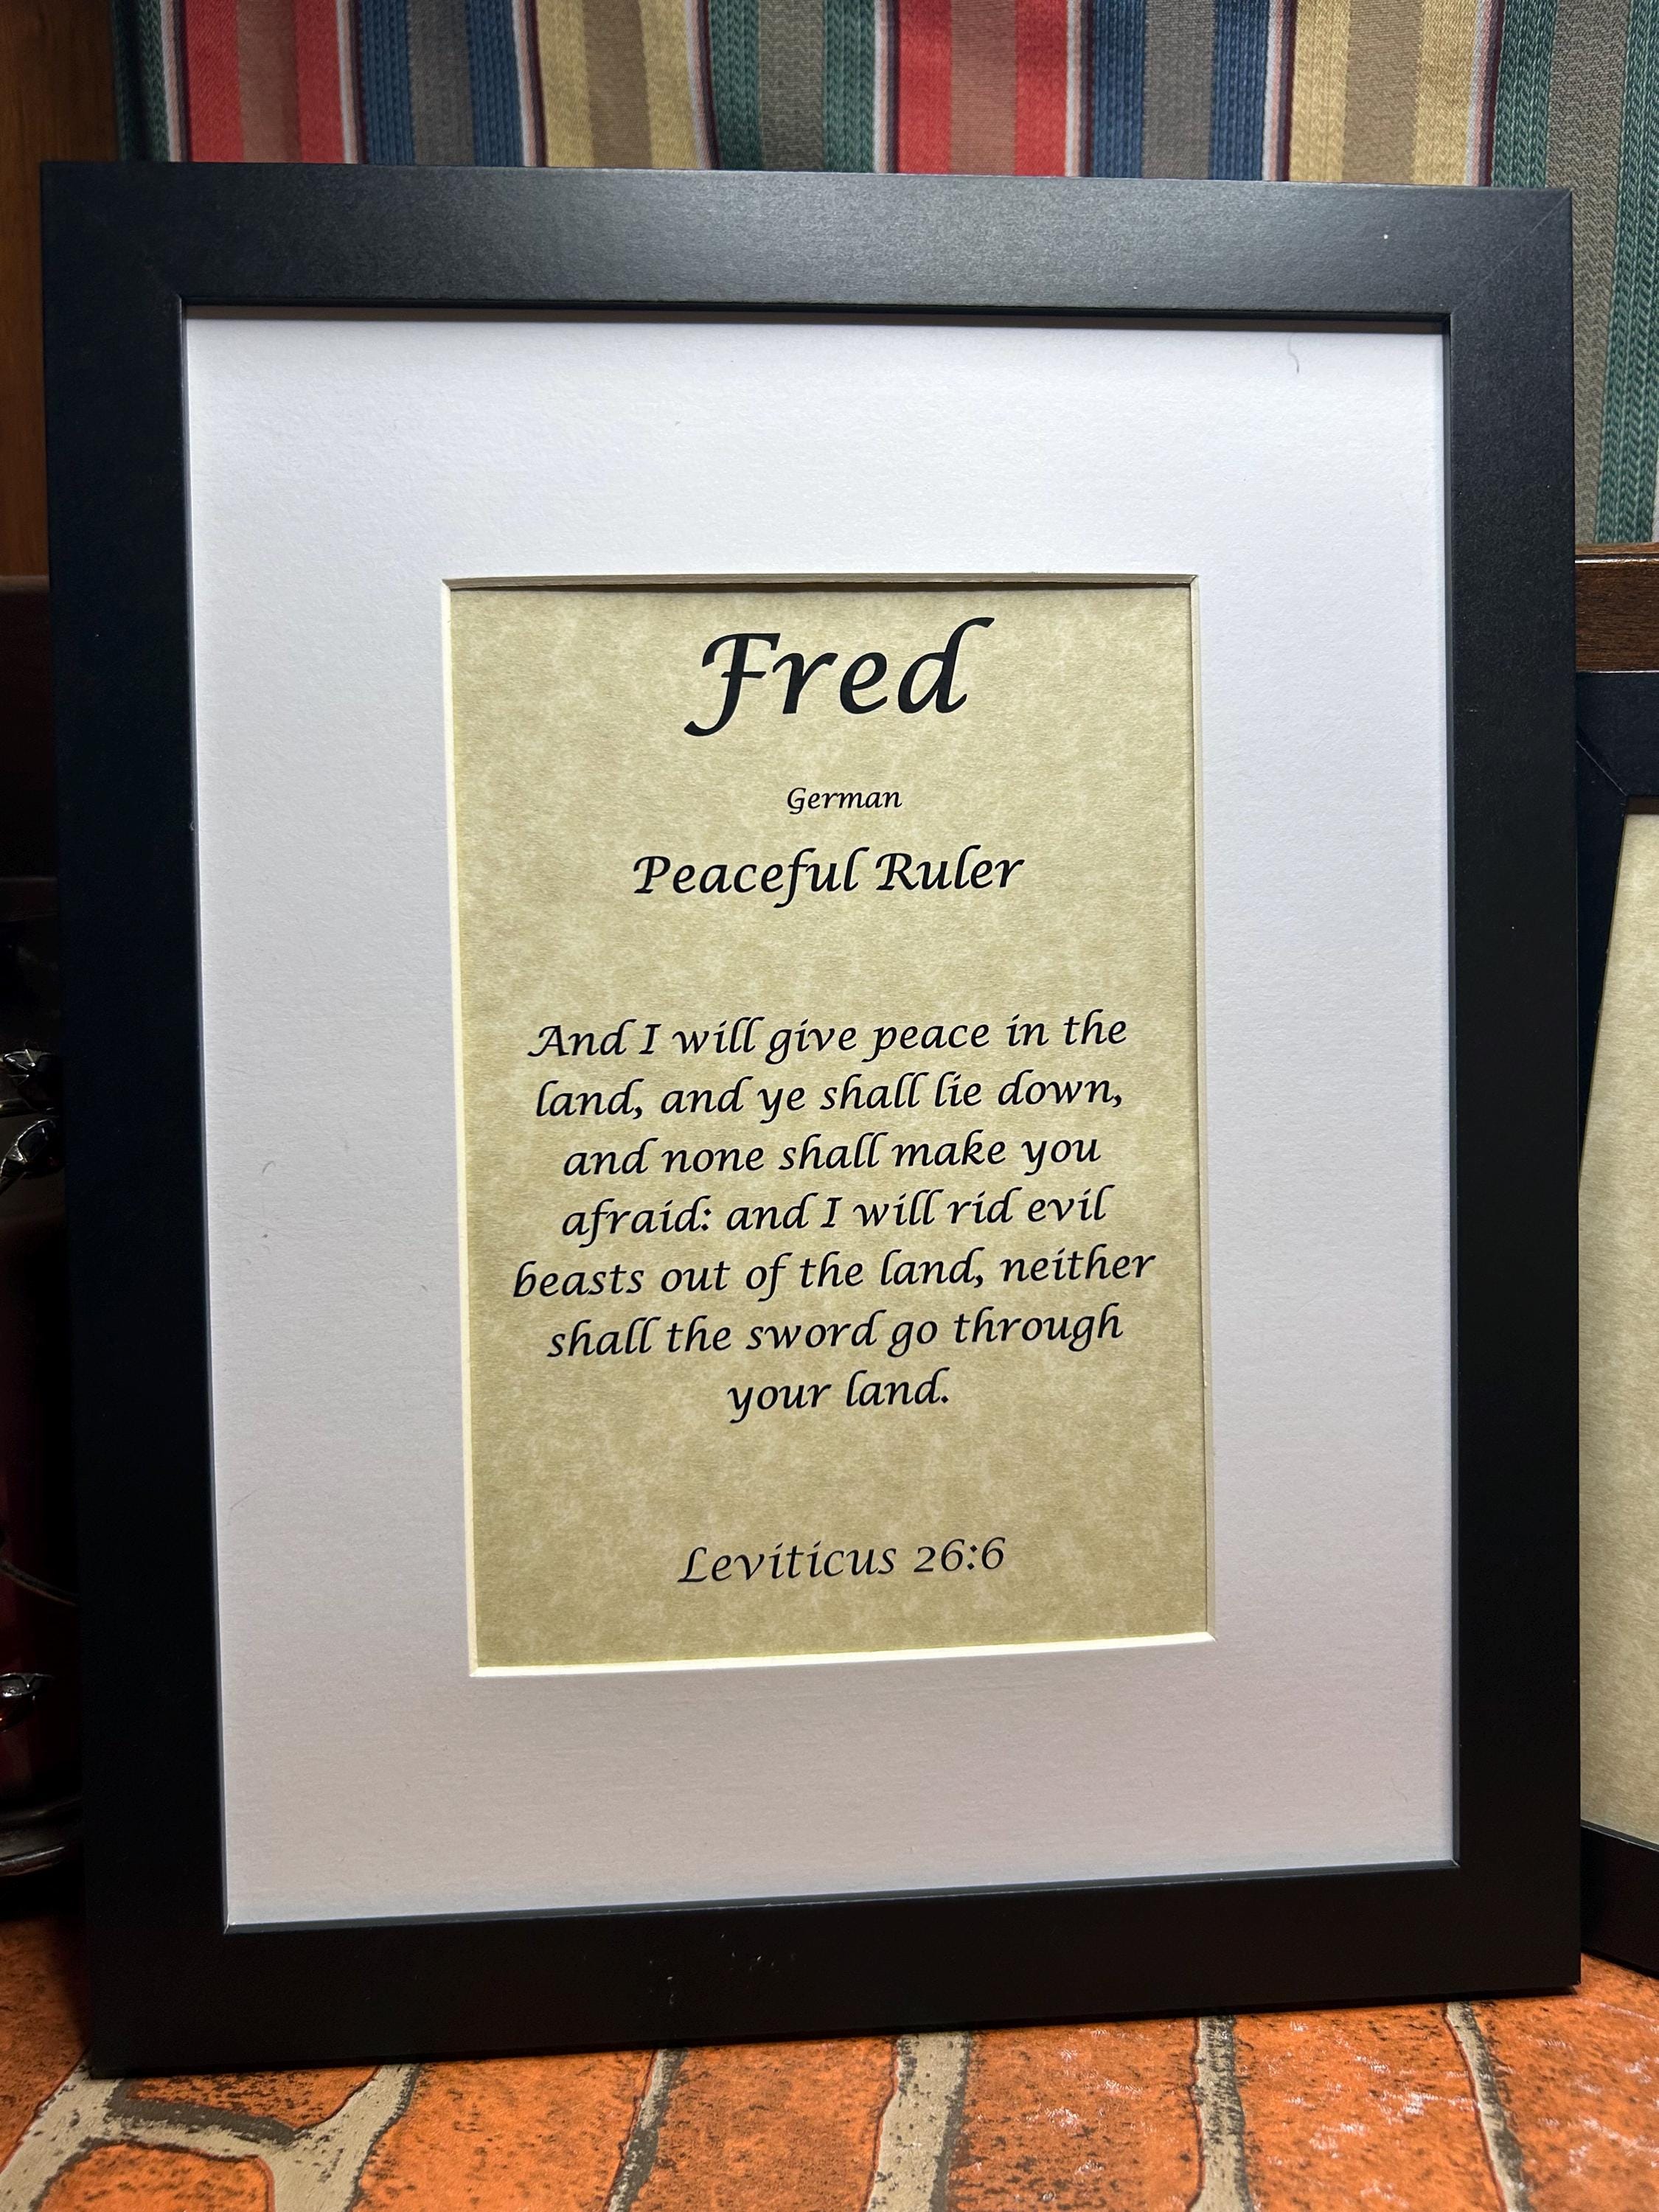 Fred
German
Peaceful Ruler
And I will give peace in the
land, and ye shall lie down,
and none shall make you
afraid: and I will rid evil
beasts out of the land, neither
shall the sword go through
your land.
Leviticus 26:6